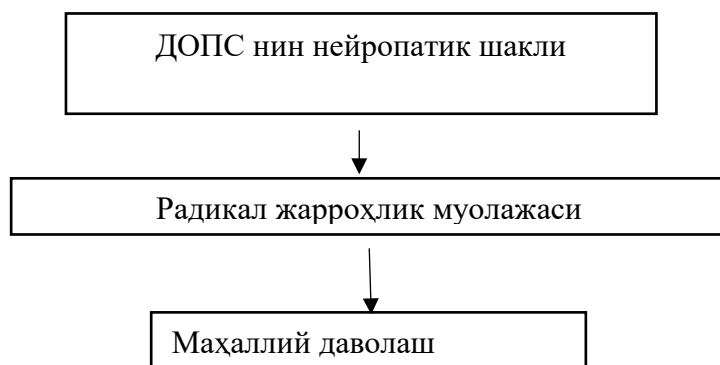 ДОПС нин нейропатик шакли
Радикал жарроҳлик муолажаси
Маҳаллий даволаш